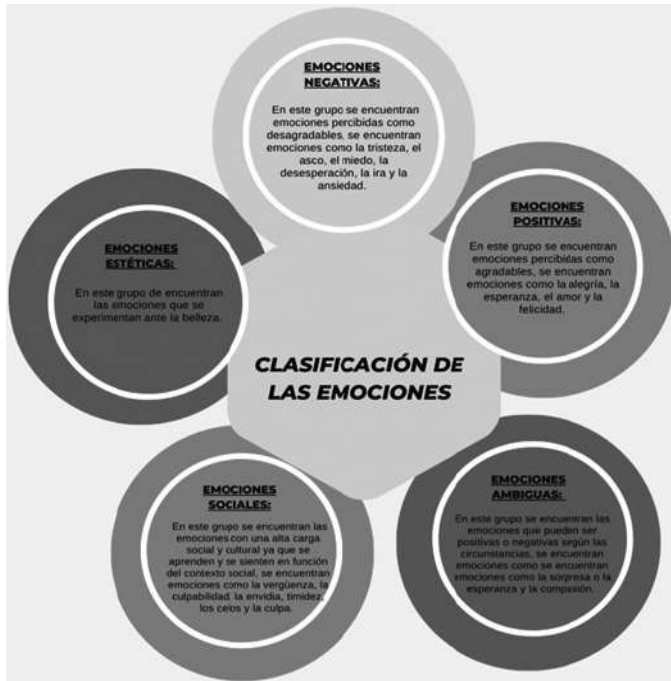 EMOCIONES
NEGATIVAS:
En este grupo se encuentran
emociones percibidas como
desagradables, se encuentran
emociones como la tristeza, el
asco, el miedo, la
desesperación, la ira y la
ansiedad.
EMOCIONES
POSITIVAS:
En este grupo se encuentran
emociones percibidas como
agradables, se encuentran
emociones como la alegría, la
esperanza, el amor y la
felicidad.
EMOCIONES
ESTÉTICAS:
En este grupo de encuentran
las emociones que se
experimentan ante la belleza.
CLASIFICACIÓN DE
LAS EMOCIONES
EMOCIONES
SOCIALES:
En este grupo se encuentran las
emociones con una alta carga
social y cultural ya que se
aprenden y se sienten en función
del contexto social, se encuentran
emociones como la vergüenza, la
culpabilidad, la envidia, timidez,
los celos y la culpa.
EMOCIONES
AMBIGUAS:
En este grupo se encuentran las
emociones que pueden ser
positivas o negativas según las
circunstancias, se encuentran
emociones como se encuentran
emociones como la sorpresa o la
esperanza y la compasión.